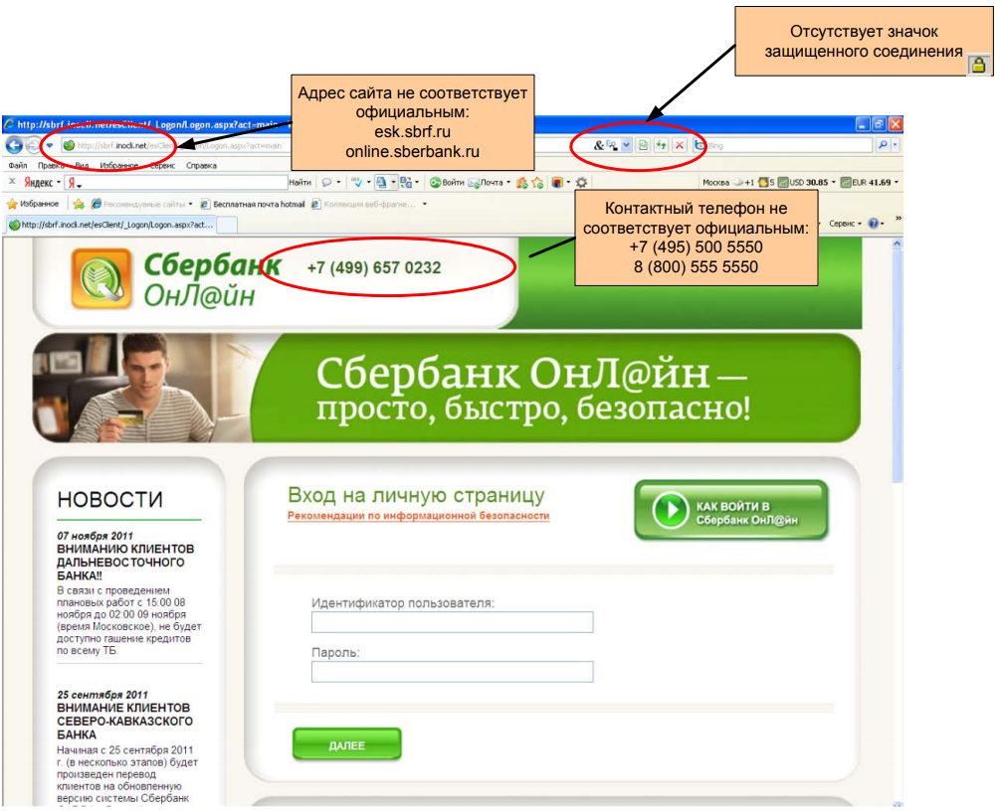 Отсутствует значок
защищенного соединения
Адрес сайта не соответствует
официальным:
esk.sbrf.ru
online.sberbank.ru
http://sbrf.inocli.net/esClient/_Logon/Logon.aspx?act=main
http://sbrf.inocli.net/esClient/_Logon/Logon.aspx?act=main
Bing
Файл Правка Вид Избранное Сервис Справка
Яндекс Я. Найти +1 Войти Почта Москва +1 5 USD 30.85 EUR 41.69
Избранное Рекомендуемые сайты Бесплатная почта hotmail Коллекция веб-фрагме...
http://sbrf.inocli.net/esClient/_Logon/Logon.aspx?act... Сервис
Контактный телефон не
соответствует официальным:
+7 (495) 500 5550
8 (800) 555 5550
Сбербанк
ОнЛ@йн
+7 (499) 657 0232
Сбербанк ОнЛ@йн —
просто, быстро, безопасно!
НОВОСТИ
07 ноября 2011
ВНИМАНИЮ КЛИЕНТОВ
ДАЛЬНЕВОСТОЧНОГО
БАНКА!!
В связи с проведением
плановых работ с 15:00 08
ноября до 02:00 09 ноября
(время Московское), не будет
доступно гашение кредитов
по всему ТБ.
25 сентября 2011
ВНИМАНИЕ КЛИЕНТОВ
СЕВЕРО-КАВКАЗСКОГО
БАНКА
Начиная с 25 сентября 2011
г. (в несколько этапов) будет
произведен перевод
клиентов на обновленную
версию системы Сбербанк
Вход на личную страницу
Рекомендации по информационной безопасности
КАК ВОЙТИ В
Сбербанк ОнЛ@йн
Идентификатор пользователя:
Пароль:
ДАЛЕЕ